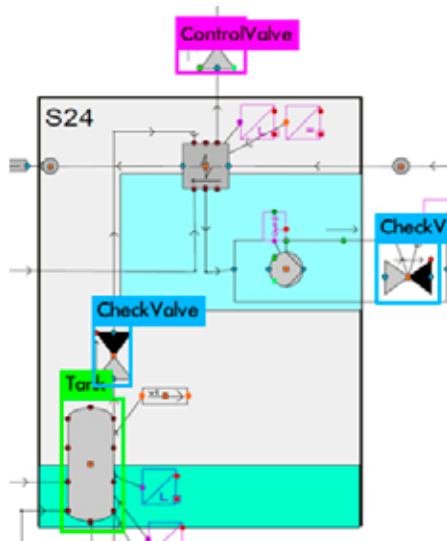 ControlValve
S24
L
=
CheckV
CheckValve
Tank
L